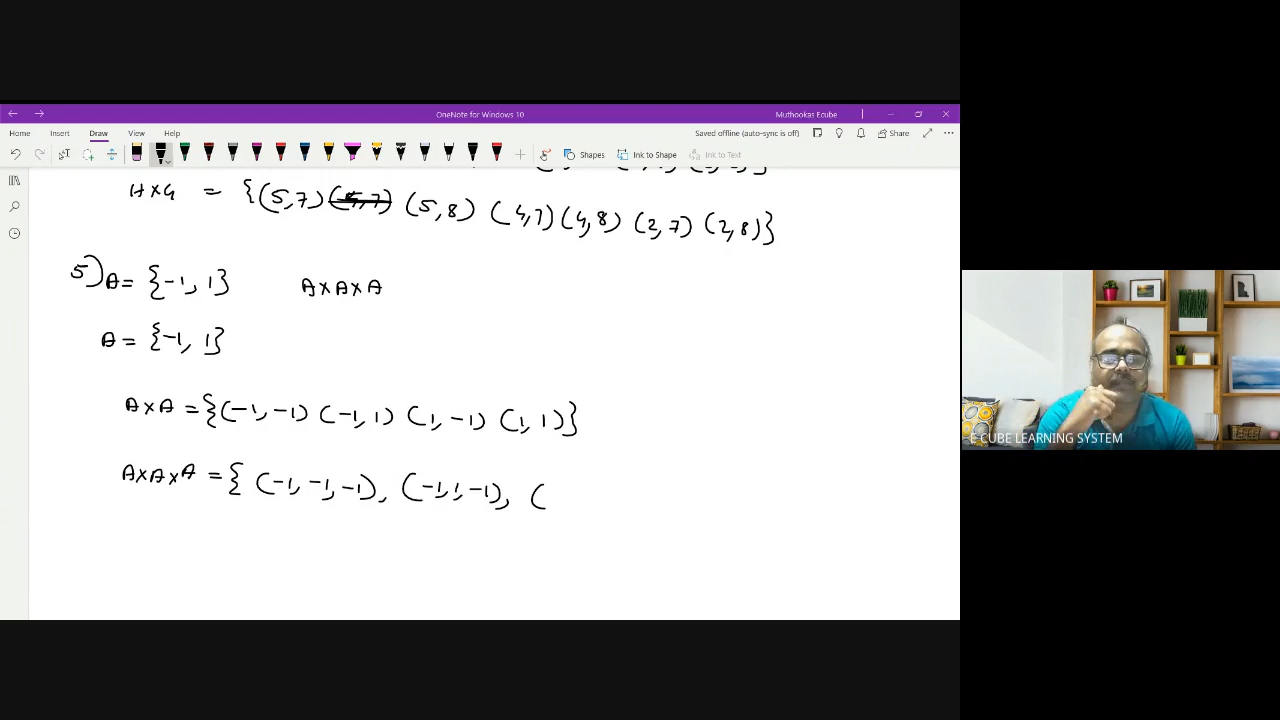 OneNote for Windows 10
Muthookas Ecube
Home Insert Draw View Help
Saved offline (auto-sync is off)
Share
Shapes
Ink to Shape
Ink to Text
H×G = {(5,7) (4,7) (5,8) (4,7) (4,8) (2,7) (2,8)}
5) A = {-1, 1} A×A×A
A = {-1, 1}
A×A = {(-1, -1) (-1, 1) (1, -1) (1, 1)}
A×A×A = { (-1, -1, -1), (-1, 1, -1), (
E CUBE LEARNING SYSTEM